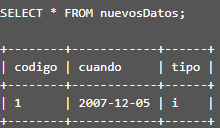 SELECT * FROM nuevosDatos;
+--------+------------+------+
| codigo | cuando | tipo |
+--------+------------+------+
| 1 | 2007-12-05 | i |
+--------+------------+------+